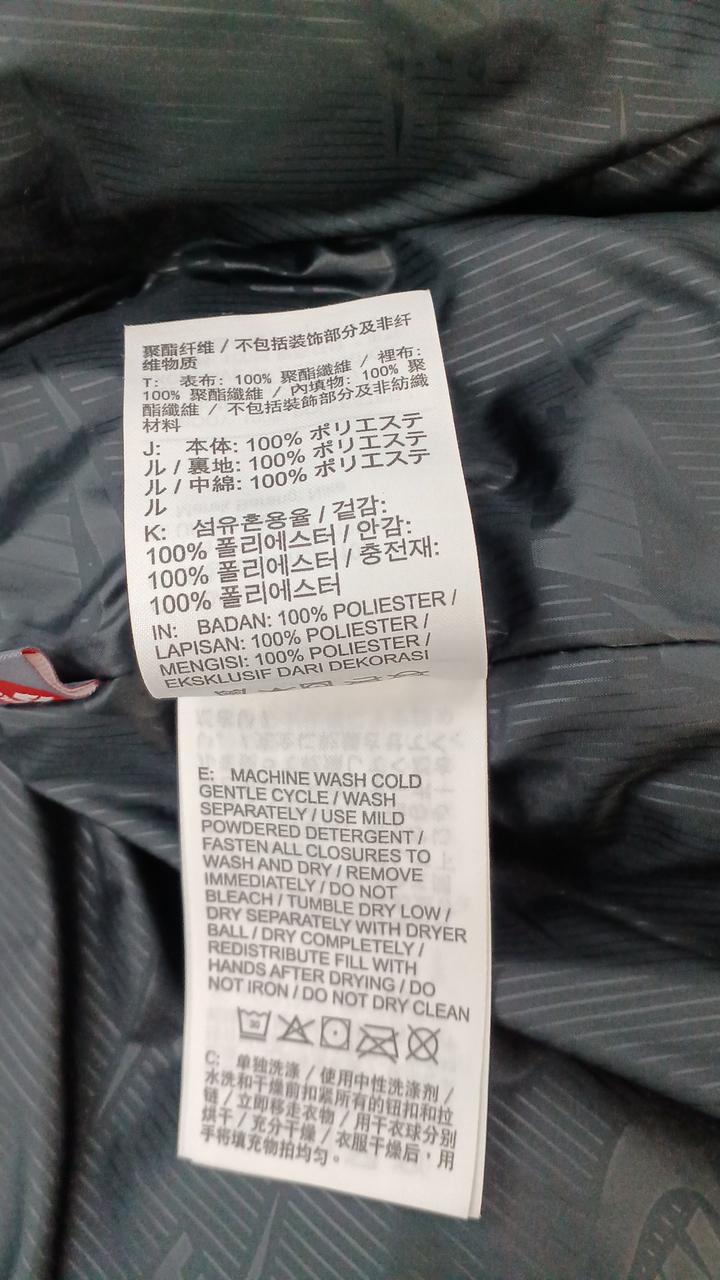 聚酯纤维 / 不包括装饰部分及非纤
维物质
T: 表布: 100% 聚酯纖維 / 裡布:
100% 聚酯纖維 / 內填物: 100% 聚
酯纖維 / 不包括裝飾部分及非紡織
材料
J: 本体: 100% ポリエステ
ル / 裏地: 100% ポリエステ
ル / 中綿: 100% ポリエステ
ル
K: 섬유혼용율 / 겉감:
100% 폴리에스터 / 안감:
100% 폴리에스터 / 충전재:
100% 폴리에스터
IN: BADAN: 100% POLIESTER /
LAPISAN: 100% POLIESTER /
MENGISI: 100% POLIESTER /
EKSKLUSIF DARI DEKORASI
E: MACHINE WASH COLD
GENTLE CYCLE / WASH
SEPARATELY / USE MILD
POWDERED DETERGENT /
FASTEN ALL CLOSURES TO
WASH AND DRY / REMOVE
IMMEDIATELY / DO NOT
BLEACH / TUMBLE DRY LOW /
DRY SEPARATELY WITH DRYER
BALL / DRY COMPLETELY /
REDISTRIBUTE FILL WITH
HANDS AFTER DRYING / DO
NOT IRON / DO NOT DRY CLEAN
30
C: 单独洗涤 / 使用中性洗涤剂 /
水洗和干燥前扣紧所有的钮扣和拉
链 / 立即移走衣物 / 用干衣球分别
烘干 / 充分干燥 / 衣服干燥后，用
手将填充物拍均匀。